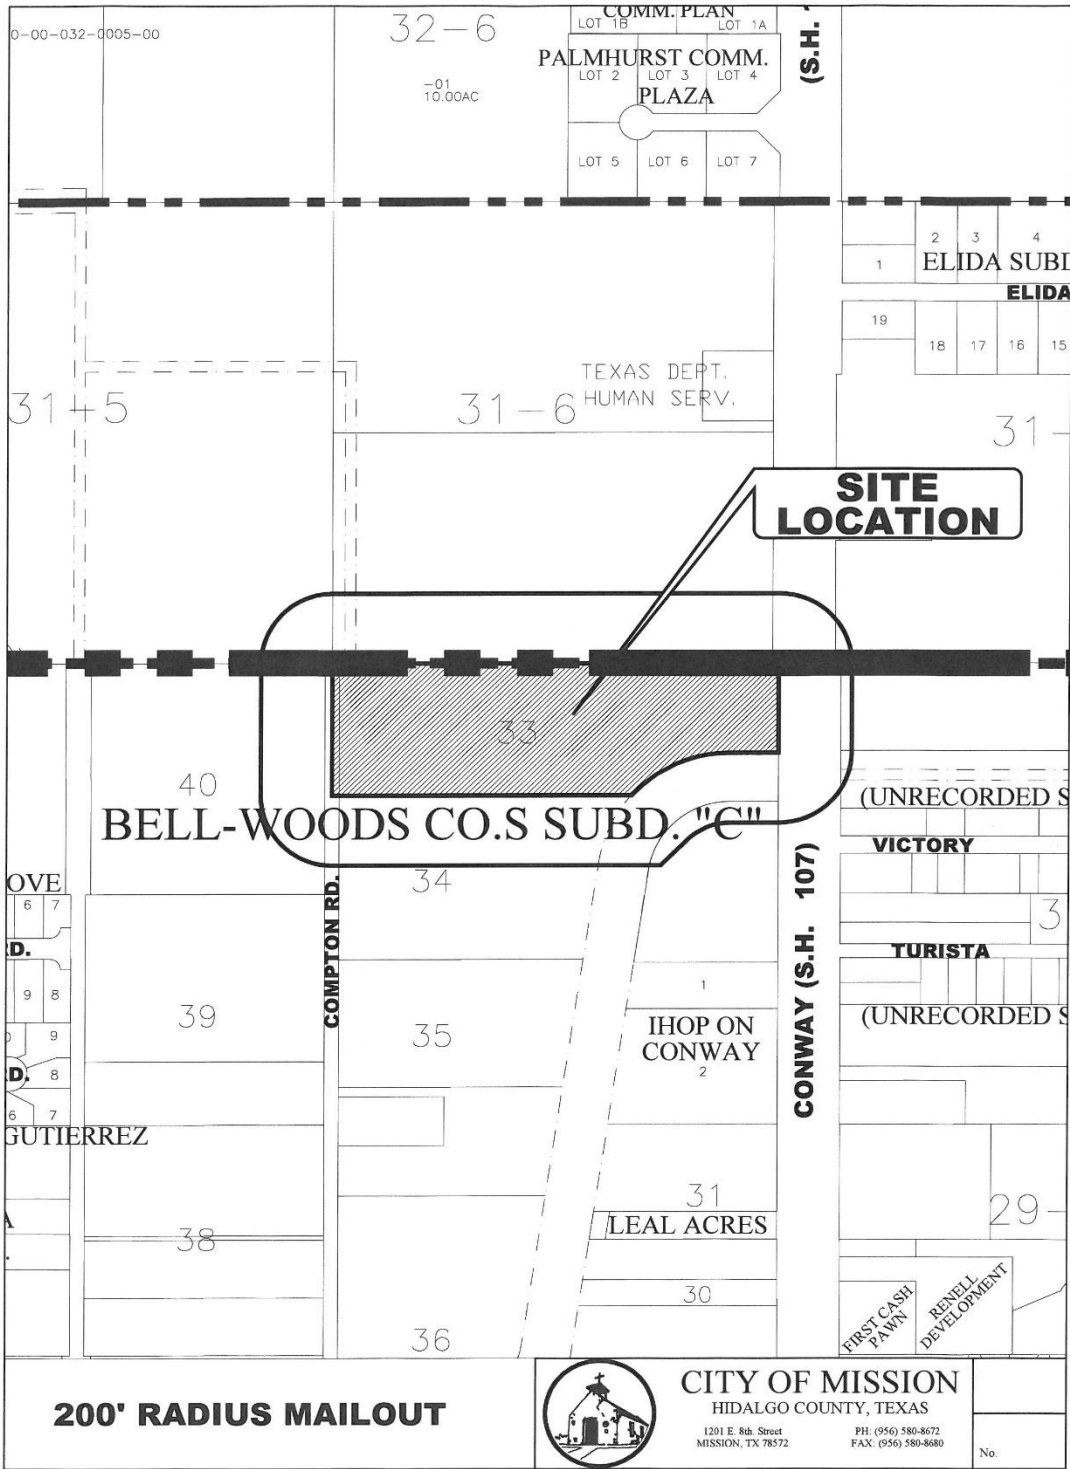 0-00-032-0005-00
32-6
-01
10.00AC
COMM. PLAN
LOT 1B
LOT 1A
PALMHURST COMM.
LOT 2
LOT 3
LOT 4
PLAZA
LOT 5
LOT 6
LOT 7
(S.H.
2
3
4
1
ELIDA SUBD
ELIDA
19
18
17
16
15
TEXAS DEPT.
HUMAN SERV.
31-5
31-6
31-
SITE
LOCATION
33
40
BELL-WOODS CO.S SUBD. "C"
(UNRECORDED S
VICTORY
OVE
6
7
34
3
RD.
TURISTA
COMPTON RD.
CONWAY (S.H. 107)
9
8
1
39
35
IHOP ON
CONWAY
2
(UNRECORDED S
9
RD.
8
6
7
GUTIERREZ
31
29-
LEAL ACRES
38
30
36
FIRST CASH
PAWN
RENELL
DEVELOPMENT
200' RADIUS MAILOUT
CITY OF MISSION
HIDALGO COUNTY, TEXAS
1201 E. 8th. Street
MISSION, TX 78572
PH: (956) 580-8672
FAX: (956) 580-8680
No.